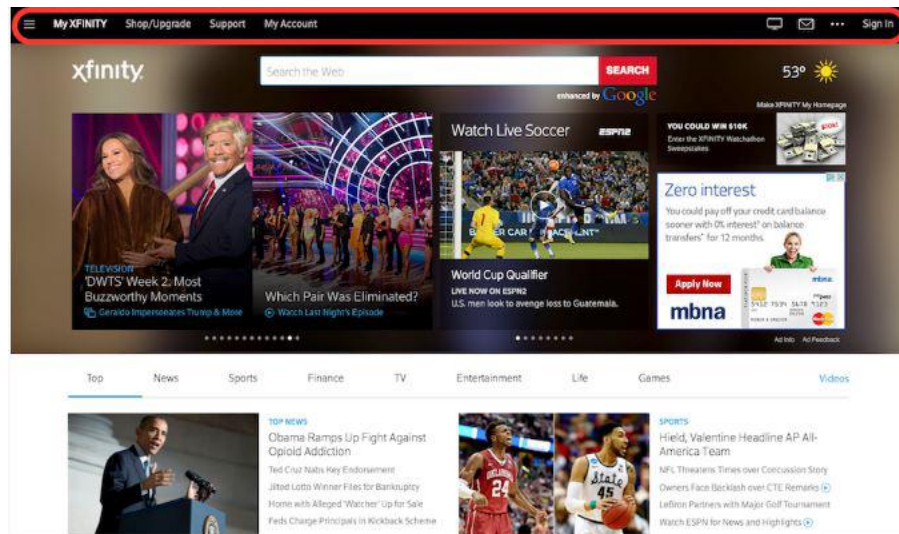 My XFINITY Shop/Upgrade Support My Account Sign In
xfinity
Search the Web
SEARCH
53°
enhanced by Google
Make XFINITY My Homepage
TELEVISION
'DWTS' Week 2: Most
Buzzworthy Moments
Geraldo Impersonates Trump & More
Which Pair Was Eliminated?
Watch Last Night's Episode
Watch Live Soccer ESPN2
World Cup Qualifier
LIVE NOW ON ESPN2
U.S. men look to avenge loss to Guatemala.
YOU COULD WIN $10K
Enter the XFINITY Watchathon
Sweepstakes
Zero interest
You could pay off your credit card balance
sooner with 0% interest* on balance
transfers* for 12 months.
Apply Now
mbna
mbna
Ad Info Ad Feedback
Top News Sports Finance TV Entertainment Life Games Videos
TOP NEWS
Obama Ramps Up Fight Against
Opioid Addiction
Ted Cruz Nabs Key Endorsement
Jilted Lotto Winner Files for Bankruptcy
Home with Alleged 'Watcher' Up for Sale
Feds Charge Principals in Kickback Scheme
OKLAHOMA
24
State
45
SPORTS
Hield, Valentine Headline AP All-
America Team
NFL Threatens Times over Concussion Story
Owners Face Backlash over CTE Remarks
LeBron Partners with Major Golf Tournament
Watch ESPN for News and Highlights